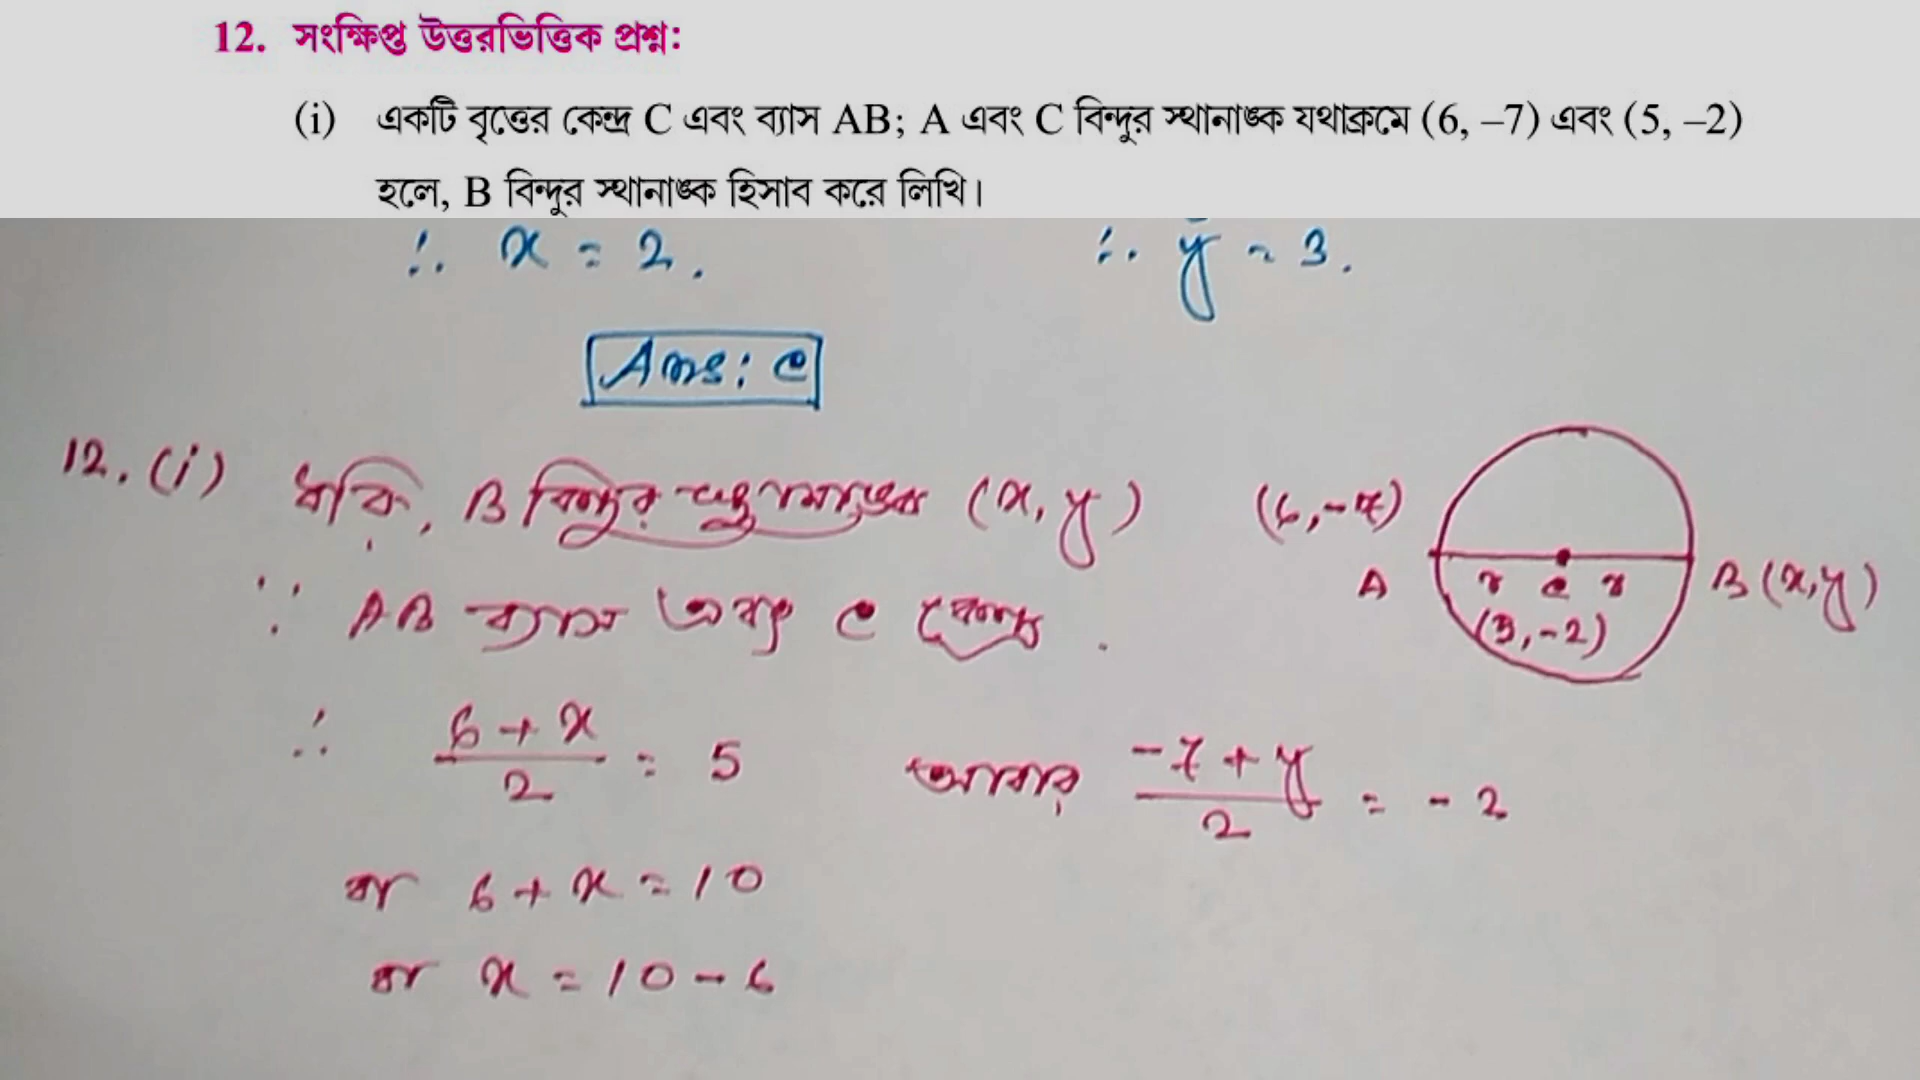 12. সংক্ষিপ্ত উত্তরভিত্তিক প্রশ্ন:
(i) একটি বৃত্তের কেন্দ্র C এবং ব্যাস AB; A এবং C বিন্দুর স্থানাঙ্ক যথাক্রমে (6, –7) এবং (5, –2)
হলে, B বিন্দুর স্থানাঙ্ক হিসাব করে লিখি।
∴ x = 2. ∴ y = 3.
Ans: c
12. (i) ধরি, B বিন্দুর স্থানাঙ্ক (x, y) (6, -7)
A r c r B (x, y)
∵ AB ব্যাস এবং C কেন্দ্র. (5, -2)
∴ (6 + x)/2 = 5 আবার (-7 + y)/2 = -2
বা 6 + x = 10
বা x = 10 - 6